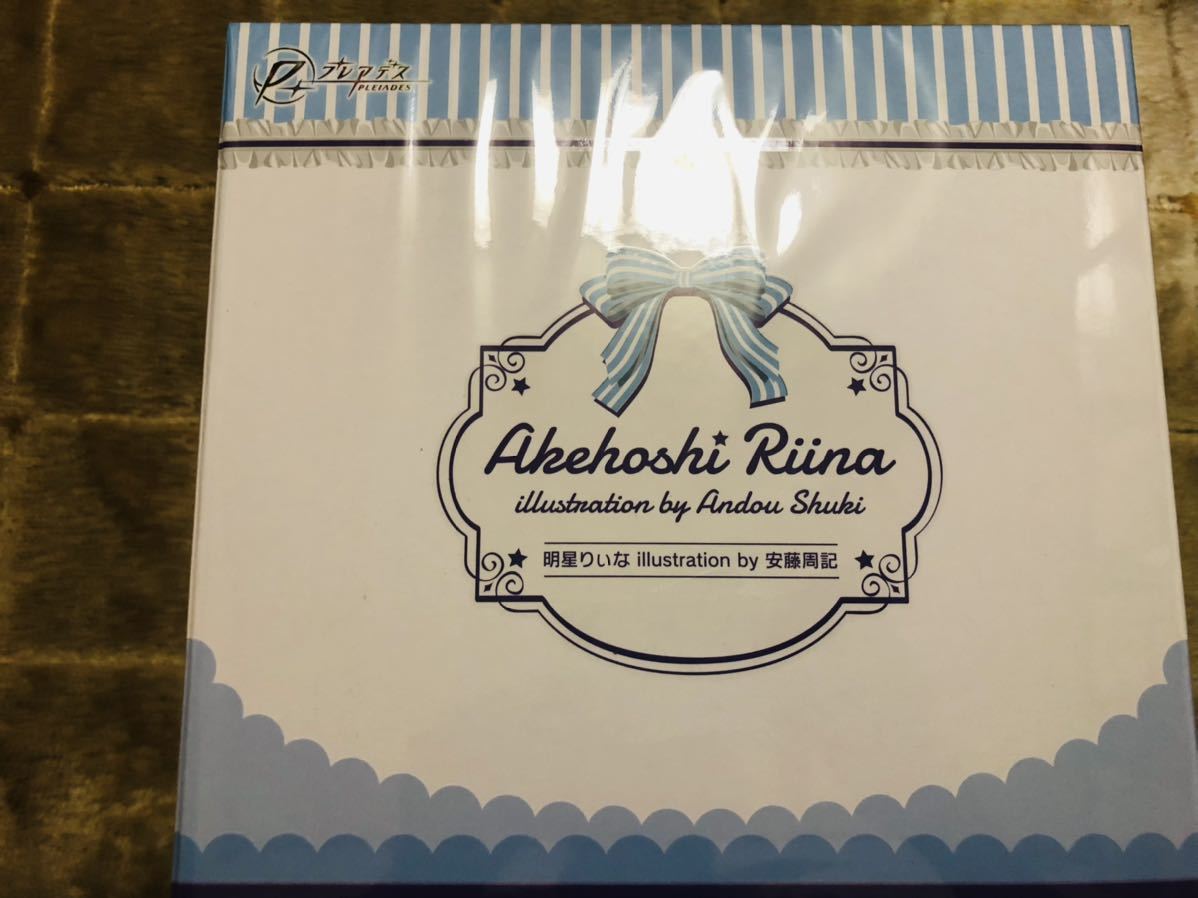 P+ プレアデス
PLEIADES
Akehoshi Riina
illustration by Andou Shuki
明星りぃな illustration by 安藤周記